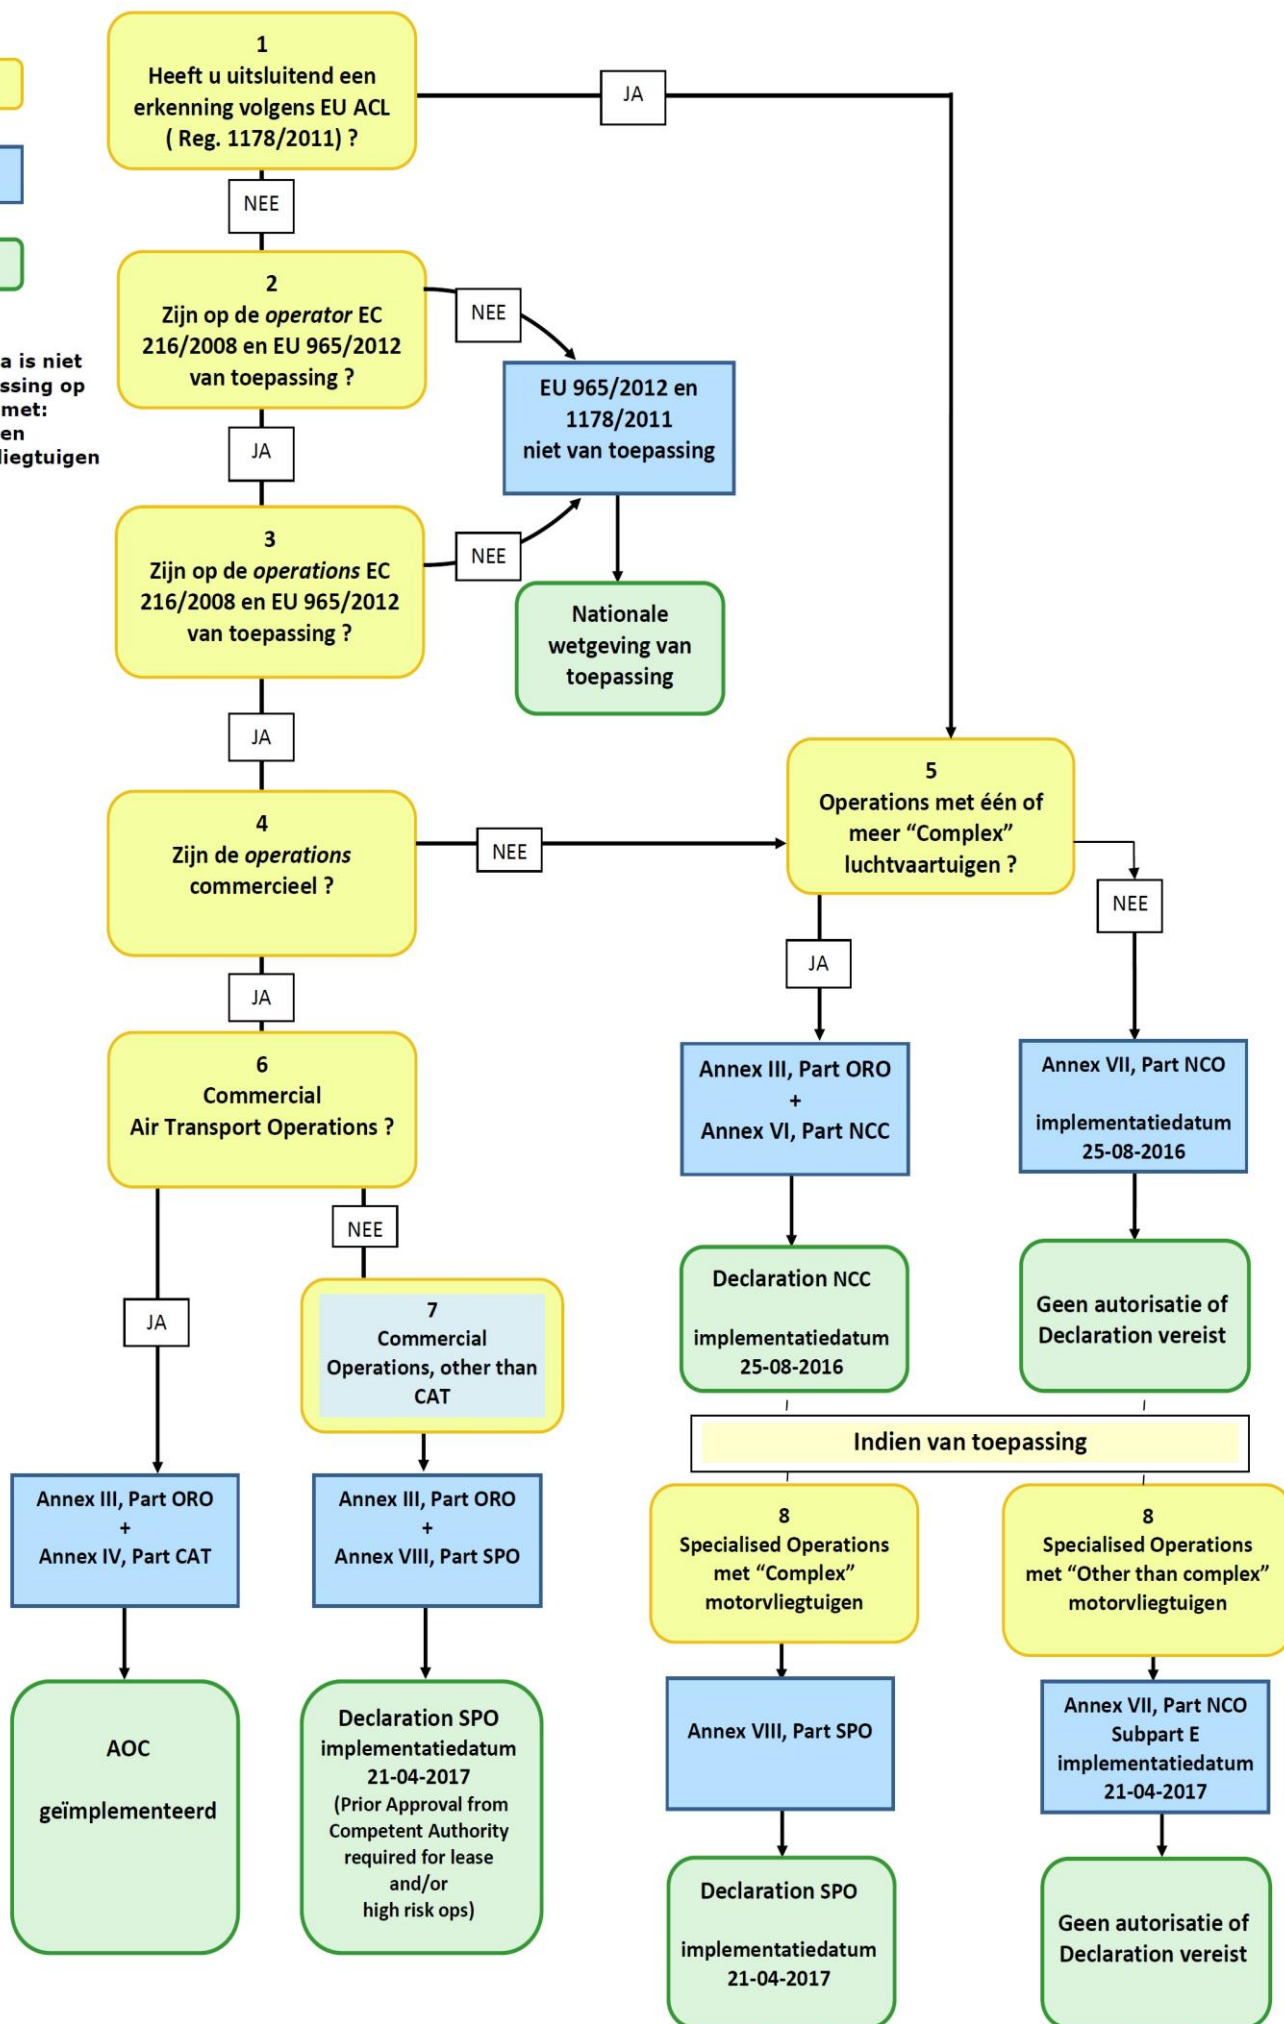 1
Heeft u uitsluitend een
erkenning volgens EU ACL
( Reg. 1178/2011) ?
JA
NEE
2
Zijn op de operator EC
216/2008 en EU 965/2012
van toepassing ?
NEE
a is niet
ssing op
met:
en
liegtuigen
EU 965/2012 en
1178/2011
niet van toepassing
JA
3
Zijn op de operations EC
216/2008 en EU 965/2012
van toepassing ?
NEE
Nationale
wetgeving van
toepassing
JA
4
Zijn de operations
commercieel ?
NEE
5
Operations met één of
meer “Complex”
luchtvaartuigen ?
NEE
JA
JA
6
Commercial
Air Transport Operations ?
Annex III, Part ORO
+
Annex VI, Part NCC
Annex VII, Part NCO
implementatiedatum
25-08-2016
NEE
JA
7
Commercial
Operations, other than
CAT
Declaration NCC
implementatiedatum
25-08-2016
Geen autorisatie of
Declaration vereist
Indien van toepassing
Annex III, Part ORO
+
Annex IV, Part CAT
Annex III, Part ORO
+
Annex VIII, Part SPO
8
Specialised Operations
met “Complex”
motorvliegtuigen
8
Specialised Operations
met “Other than complex”
motorvliegtuigen
AOC
geïmplementeerd
Declaration SPO
implementatiedatum
21-04-2017
(Prior Approval from
Competent Authority
required for lease
and/or
high risk ops)
Annex VIII, Part SPO
Annex VII, Part NCO
Subpart E
implementatiedatum
21-04-2017
Declaration SPO
implementatiedatum
21-04-2017
Geen autorisatie of
Declaration vereist